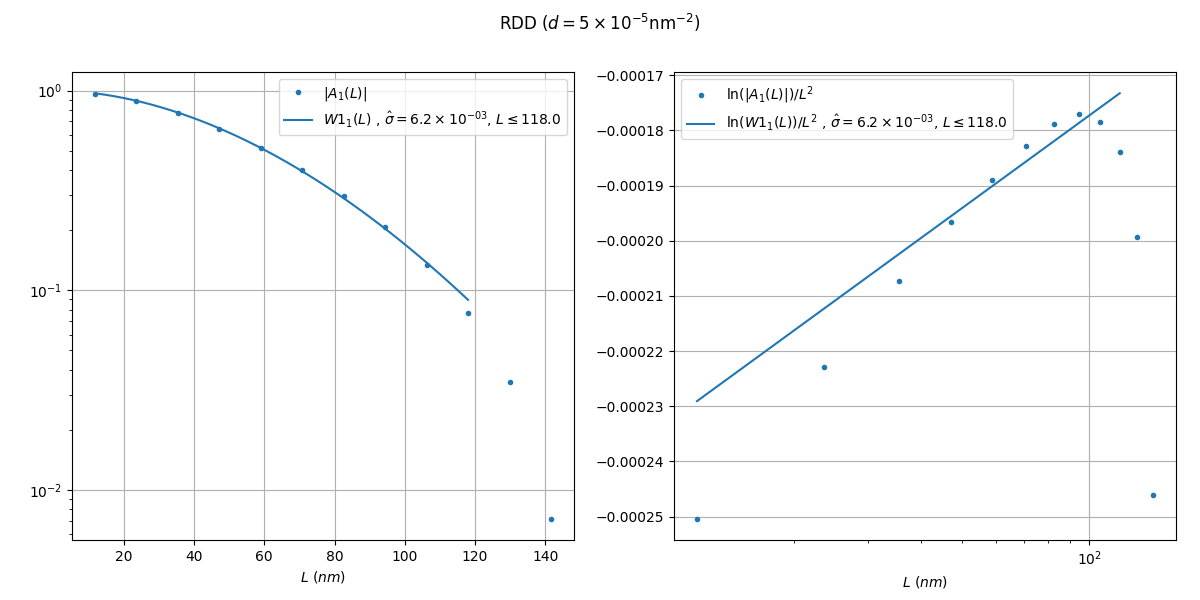 RDD (d = 5 × 10⁻⁵nm⁻²)
10⁰
10⁻¹
10⁻²
20 40 60 80 100 120 140
L (nm)
|A₁(L)|
W1₁(L) , σ̂ = 6.2 × 10⁻⁰³, L ≤ 118.0
−0.00017
−0.00018
−0.00019
−0.00020
−0.00021
−0.00022
−0.00023
−0.00024
−0.00025
10²
L (nm)
ln(|A₁(L)|)/L²
ln(W1₁(L))/L² , σ̂ = 6.2 × 10⁻⁰³, L ≤ 118.0